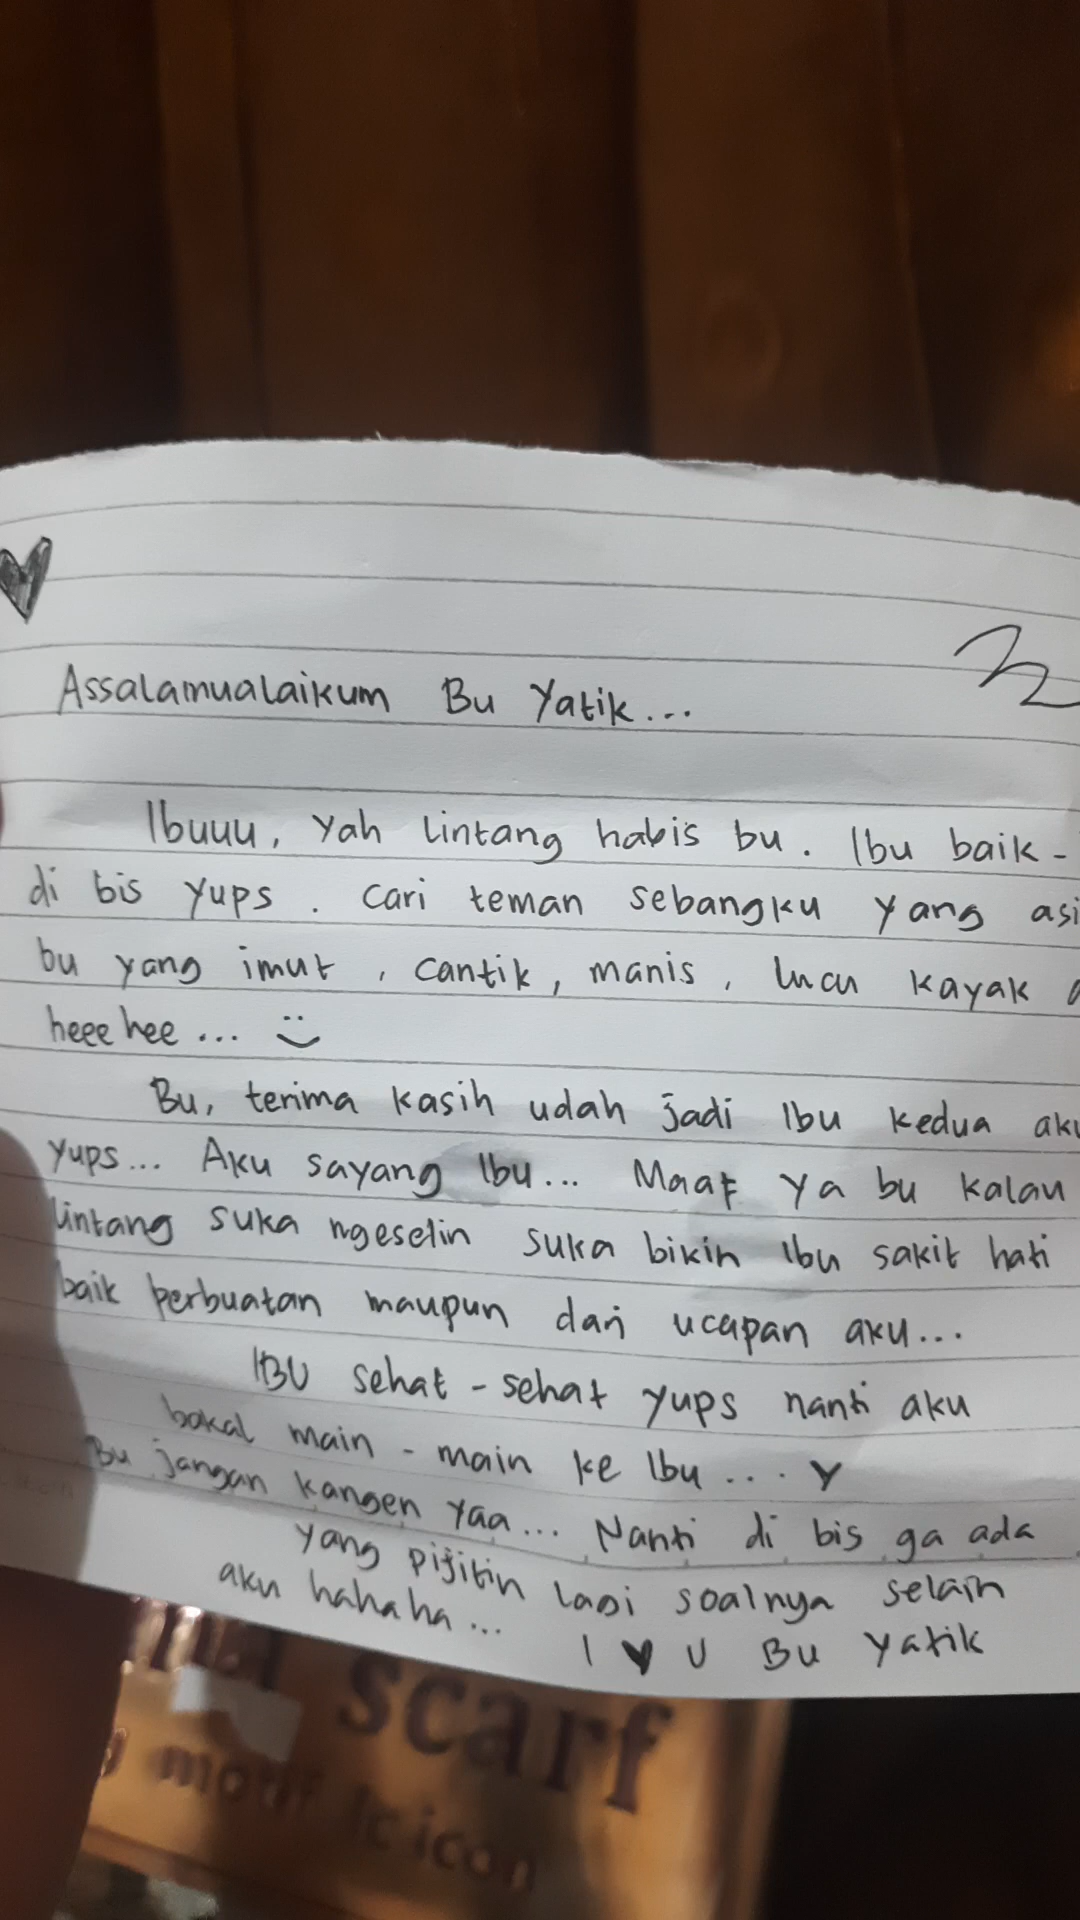 Assalamualaikum Bu Yatik...
Ibuuu, Yah Lintang habis bu. Ibu baik-
di bis yups. Cari teman sebangku yang asi
bu yang imut, cantik, manis, lucu kayak a
heee hee... :)
Bu, terima kasih udah jadi Ibu kedua aku
yups... Aku sayang Ibu... Maaf ya bu kalau
Lintang suka ngeselin suka bikin Ibu sakit hati
baik perbuatan maupun dari ucapan aku...
IBU sehat-sehat yups nanti aku
bakal main-main ke Ibu....
Bu jangan kangen yaa... Nanti di bis ga ada
yang pijitin lagi soalnya selain
aku hahaha...
I ♥ U Bu Yatik
scarf
icon